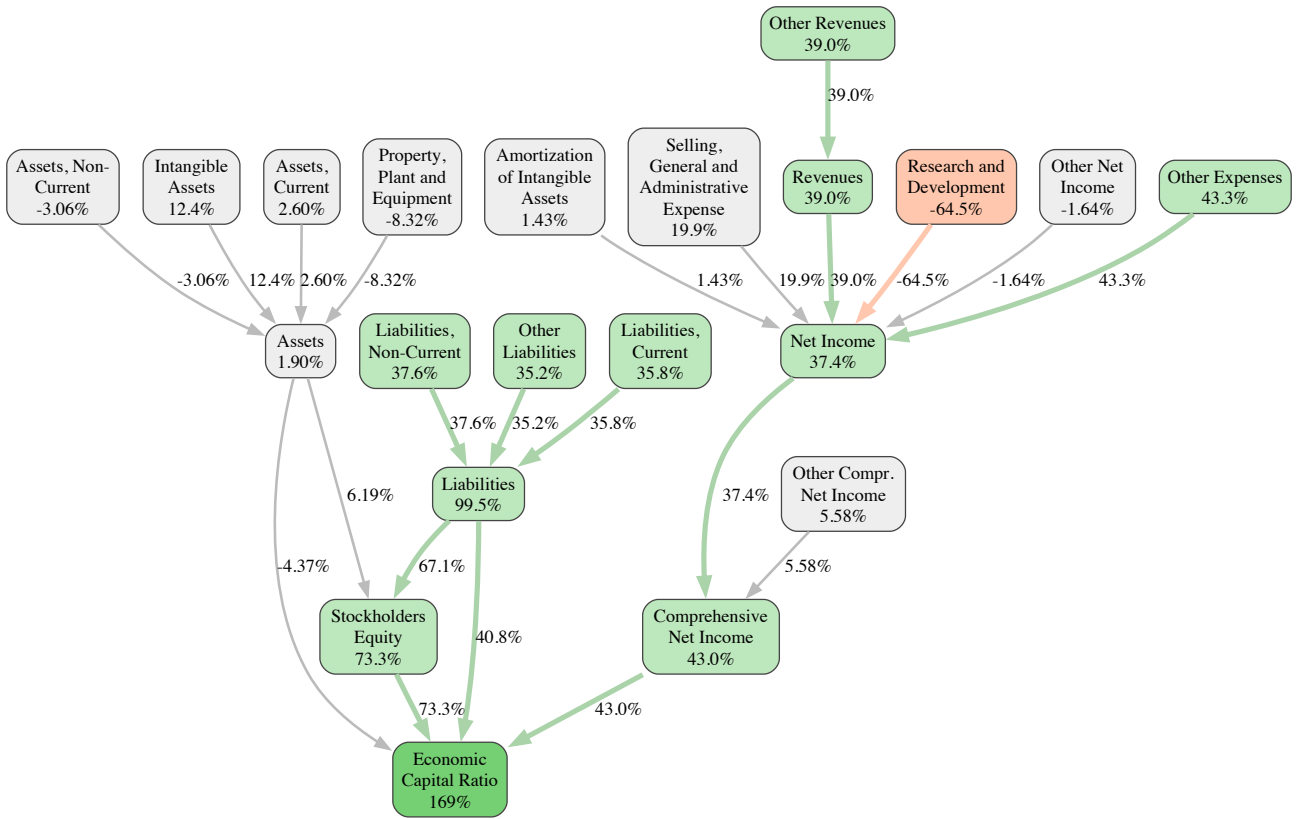 Other Revenues
39.0%
39.0%
Assets, Non-
Current
-3.06%
Intangible
Assets
12.4%
Assets,
Current
2.60%
Property,
Plant and
Equipment
-8.32%
Amortization
of Intangible
Assets
1.43%
Selling,
General and
Administrative
Expense
19.9%
Revenues
39.0%
Research and
Development
-64.5%
Other Net
Income
-1.64%
Other Expenses
43.3%
-3.06%
12.4%
2.60%
-8.32%
1.43%
19.9%
39.0%
-64.5%
-1.64%
43.3%
Assets
1.90%
Liabilities,
Non-Current
37.6%
Other
Liabilities
35.2%
Liabilities,
Current
35.8%
Net Income
37.4%
37.6%
35.2%
35.8%
Liabilities
99.5%
6.19%
37.4%
Other Compr.
Net Income
5.58%
-4.37%
67.1%
5.58%
Stockholders
Equity
73.3%
40.8%
Comprehensive
Net Income
43.0%
73.3%
43.0%
Economic
Capital Ratio
169%